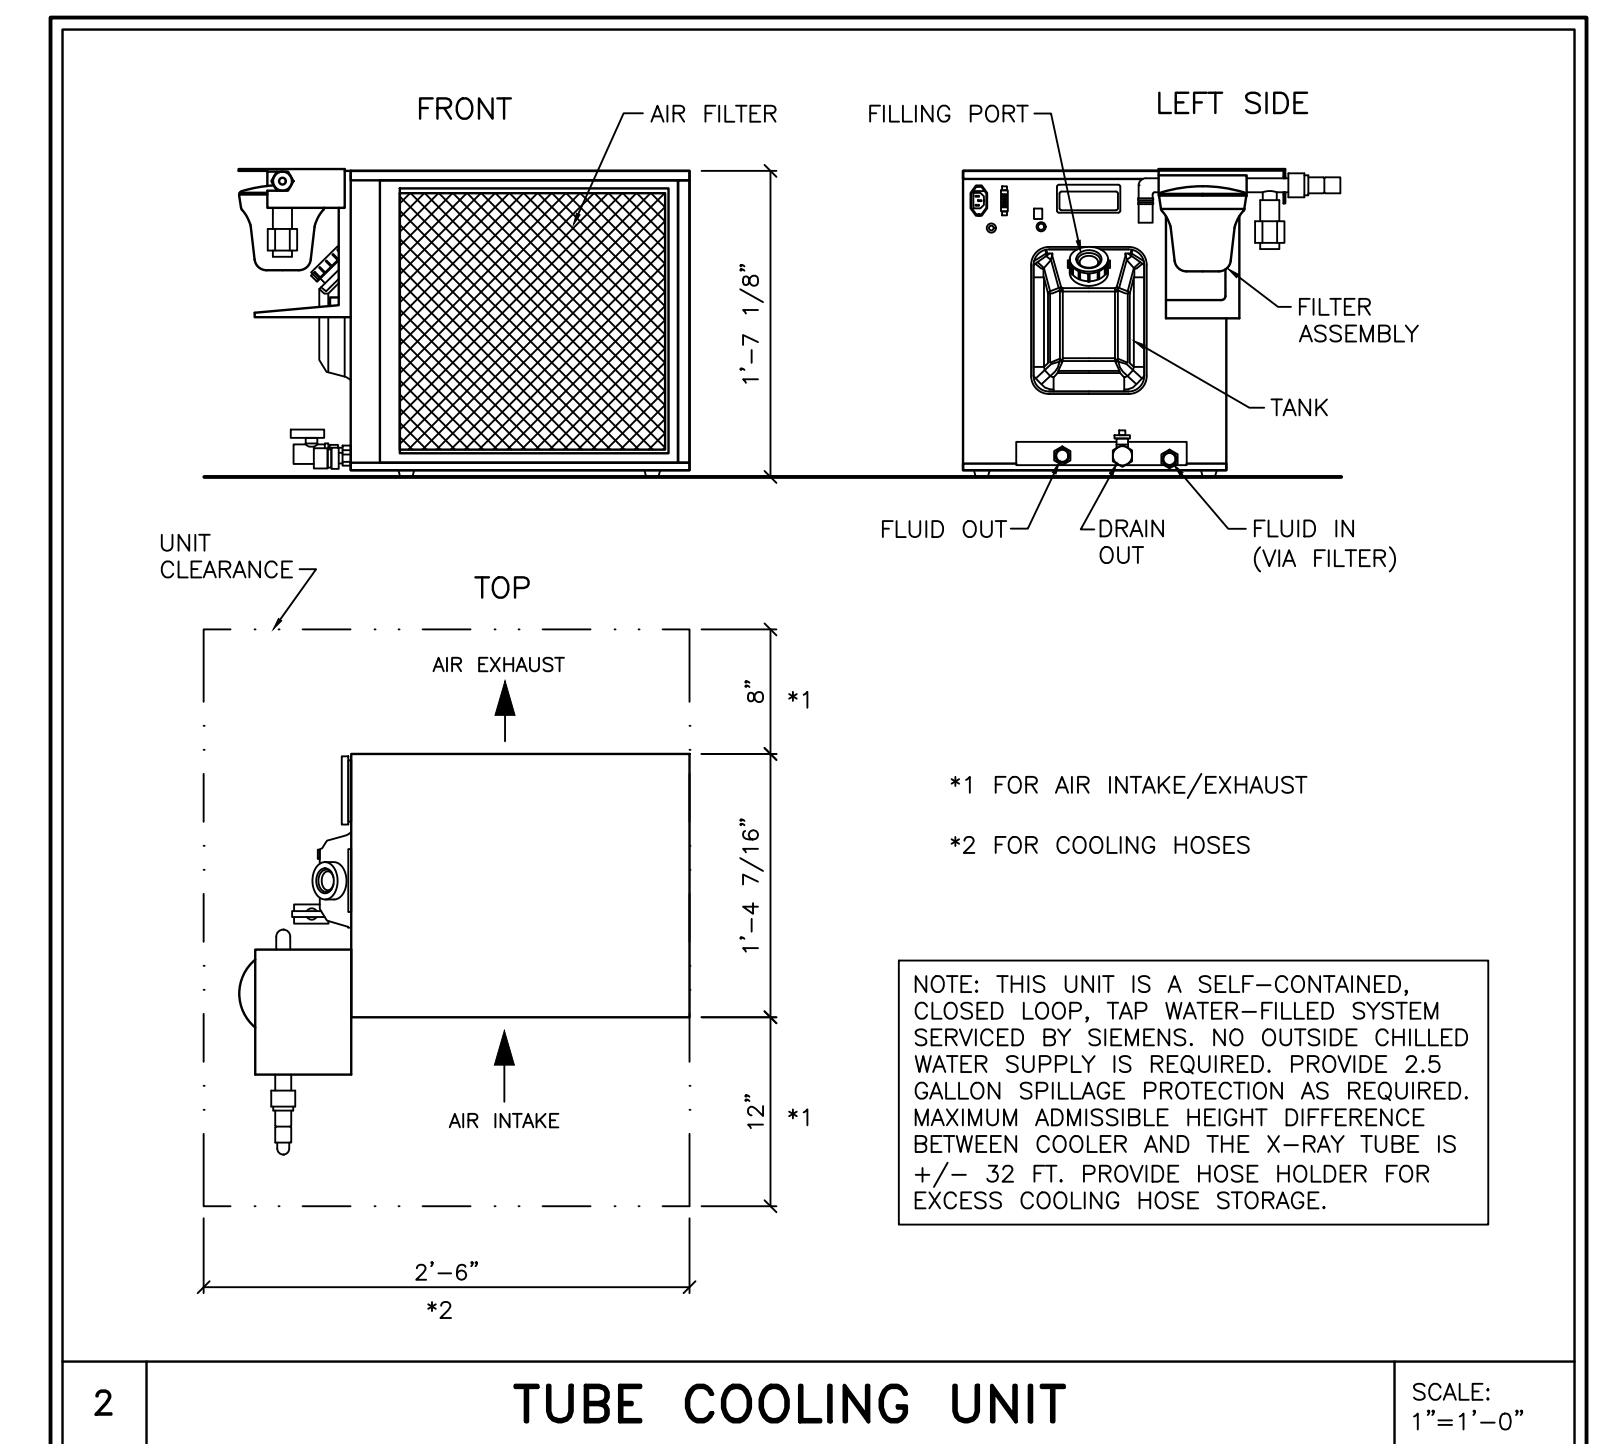 FRONT
AIR FILTER
FILLING PORT
LEFT SIDE
1'-7 1/8"
FILTER
ASSEMBLY
TANK
FLUID OUT
DRAIN
OUT
FLUID IN
(VIA FILTER)
UNIT
CLEARANCE
TOP
AIR EXHAUST
8"
*1
1'-4 7/16"
*1 FOR AIR INTAKE/EXHAUST
*2 FOR COOLING HOSES
AIR INTAKE
12"
*1
NOTE: THIS UNIT IS A SELF-CONTAINED,
CLOSED LOOP, TAP WATER-FILLED SYSTEM
SERVICED BY SIEMENS. NO OUTSIDE CHILLED
WATER SUPPLY IS REQUIRED. PROVIDE 2.5
GALLON SPILLAGE PROTECTION AS REQUIRED.
MAXIMUM ADMISSIBLE HEIGHT DIFFERENCE
BETWEEN COOLER AND THE X-RAY TUBE IS
+/- 32 FT. PROVIDE HOSE HOLDER FOR
EXCESS COOLING HOSE STORAGE.
2'-6"
*2
2
TUBE COOLING UNIT
SCALE:
1"=1'-0"